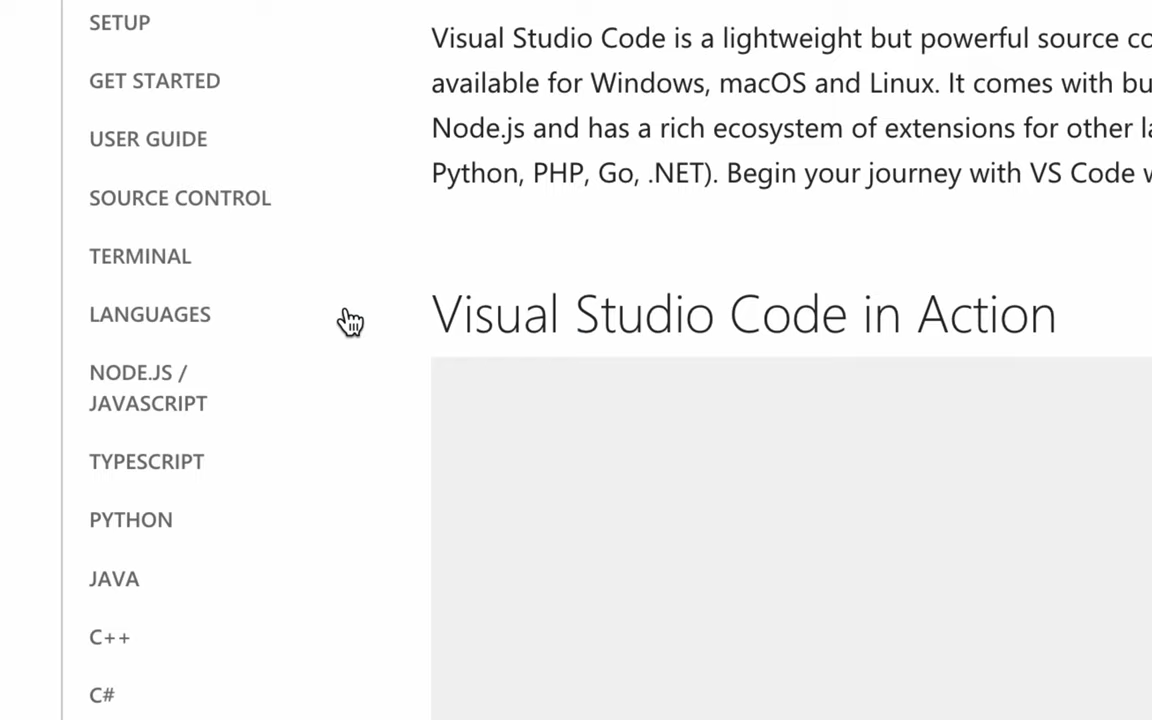 SETUP
GET STARTED
USER GUIDE
SOURCE CONTROL
TERMINAL
LANGUAGES
NODE.JS /
JAVASCRIPT
TYPESCRIPT
PYTHON
JAVA
C++
C#
Visual Studio Code is a lightweight but powerful source
available for Windows, macOS and Linux. It comes with
Node.js and has a rich ecosystem of extensions for other
Python, PHP, Go, .NET). Begin your journey with VS Code
Visual Studio Code in Action